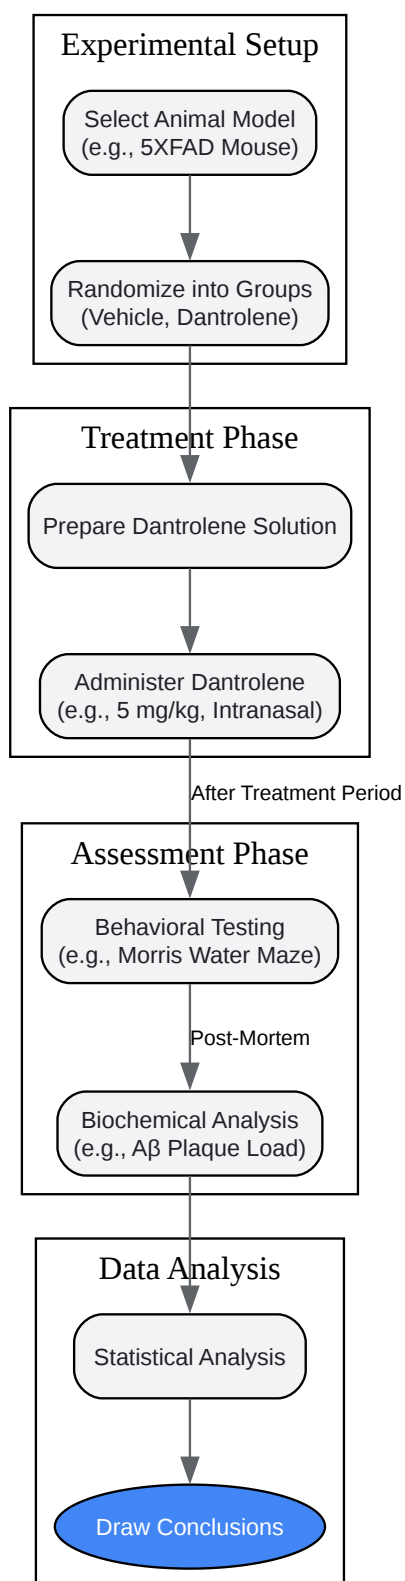 Experimental Setup
Select Animal Model
(e.g., 5XFAD Mouse)
Randomize into Groups
(Vehicle, Dantrolene)
Treatment Phase
Prepare Dantrolene Solution
Administer Dantrolene
(e.g., 5 mg/kg, Intranasal)
After Treatment Period
Assessment Phase
Behavioral Testing
(e.g., Morris Water Maze)
Post-Mortem
Biochemical Analysis
(e.g., Aβ Plaque Load)
Data Analysis
Statistical Analysis
Draw Conclusions